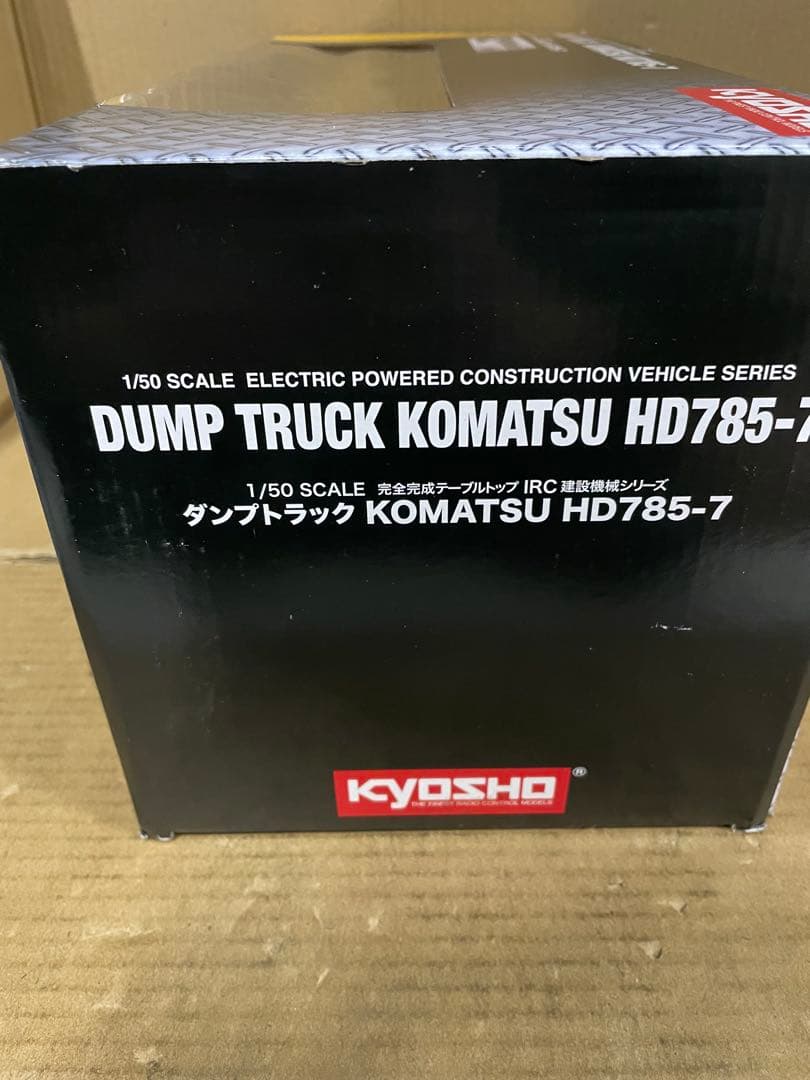 KYOSHO
1/50 SCALE ELECTRIC POWERED CONSTRUCTION VEHICLE SERIES
DUMP TRUCK KOMATSU HD785-7
1/50 SCALE 完全完成テーブルトップ IRC 建設機械シリーズ
ダンプトラック KOMATSU HD785-7
KYOSHO®
THE FINEST RADIO CONTROL MODELS